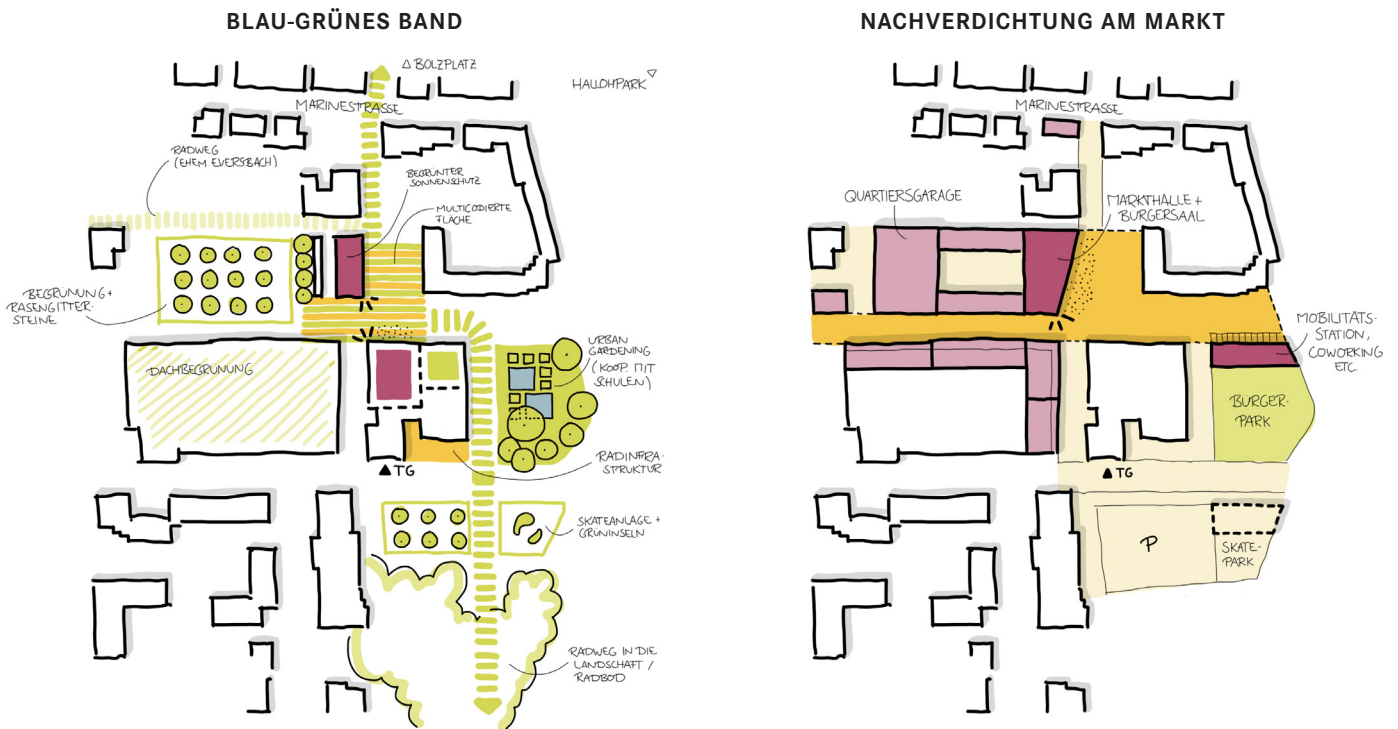 BLAU-GRÜNES BAND
△ BOLZPLATZ
HALLOHPARK
MARINESTRASSE
RADWEG
(EHEM. EVERSBACH)
BEGRÜNTER
SONNENSCHUTZ
MULTICODIERTE
FLÄCHE
BEGRÜNUNG +
RASENGITTER-
STEINE
DACHBEGRÜNUNG
URBAN
GARDENING
(KOOP. MIT
SCHULEN)
RADINFRA-
STRUKTUR
▲ TG
SKATEANLAGE +
GRÜNINSELN
RADWEG IN DIE
LANDSCHAFT /
RADBOD
NACHVERDICHTUNG AM MARKT
MARINESTRASSE
QUARTIERSGARAGE
MARKTHALLE +
BÜRGERSAAL
MOBILITÄTS-
STATION,
COWORKING
ETC.
BÜRGER-
PARK
▲ TG
P
SKATE-
PARK